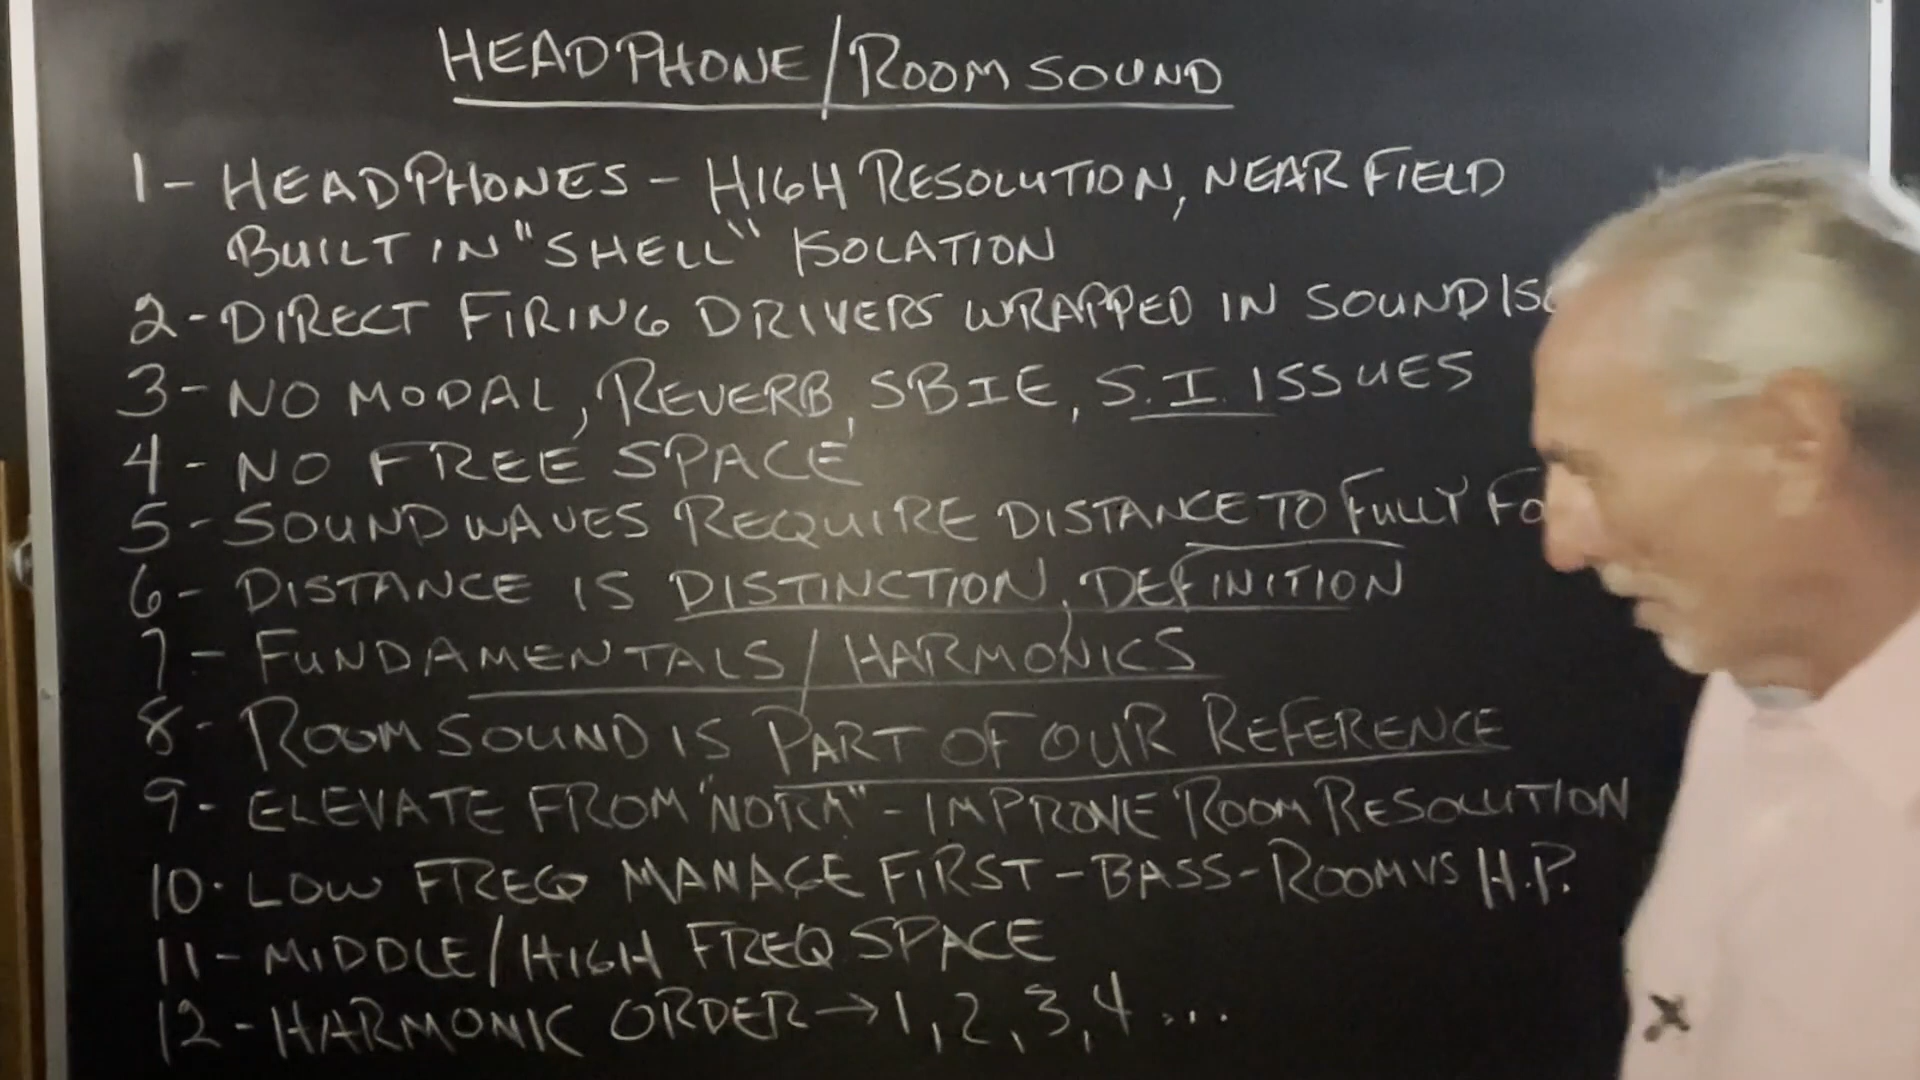 HEADPHONE/ROOM SOUND
1- HEADPHONES - HIGH RESOLUTION, NEAR FIELD
BUILT IN "SHELL" ISOLATION
2- DIRECT FIRING DRIVERS WRAPPED IN SOUND
3- NO MODAL, REVERB, SBIE, S.I. ISSUES
4- NO FREE SPACE
5- SOUNDWAVES REQUIRE DISTANCE TO FULLY
6- DISTANCE IS DISTINCTION, DEFINITION
7- FUNDAMENTALS/HARMONICS
8- ROOM SOUND IS PART OF OUR REFERENCE
9- ELEVATE FROM - IMPROVE ROOM RESOLUTION
10- LOW FREQ MANAGE FIRST - BASS - ROOM VS H.P.
11- MIDDLE/HIGH FREQ SPACE
12- HARMONIC ORDER → 1, 2, 3, 4 ...